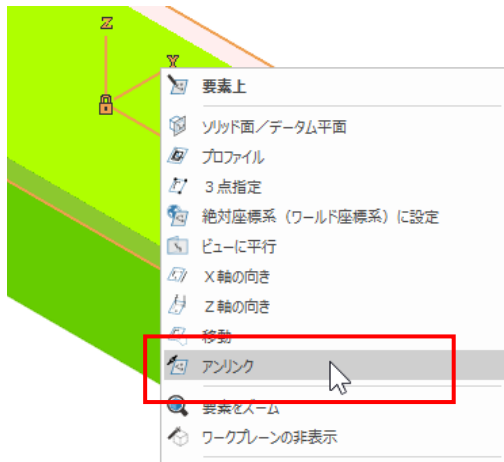 Z
Y
要素上
ソリッド面／データム平面
プロファイル
３点指定
絶対座標系（ワールド座標系）に設定
ビューに平行
Ｘ軸の向き
Ｚ軸の向き
移動
アンリンク
要素をズーム
ワークプレーンの非表示